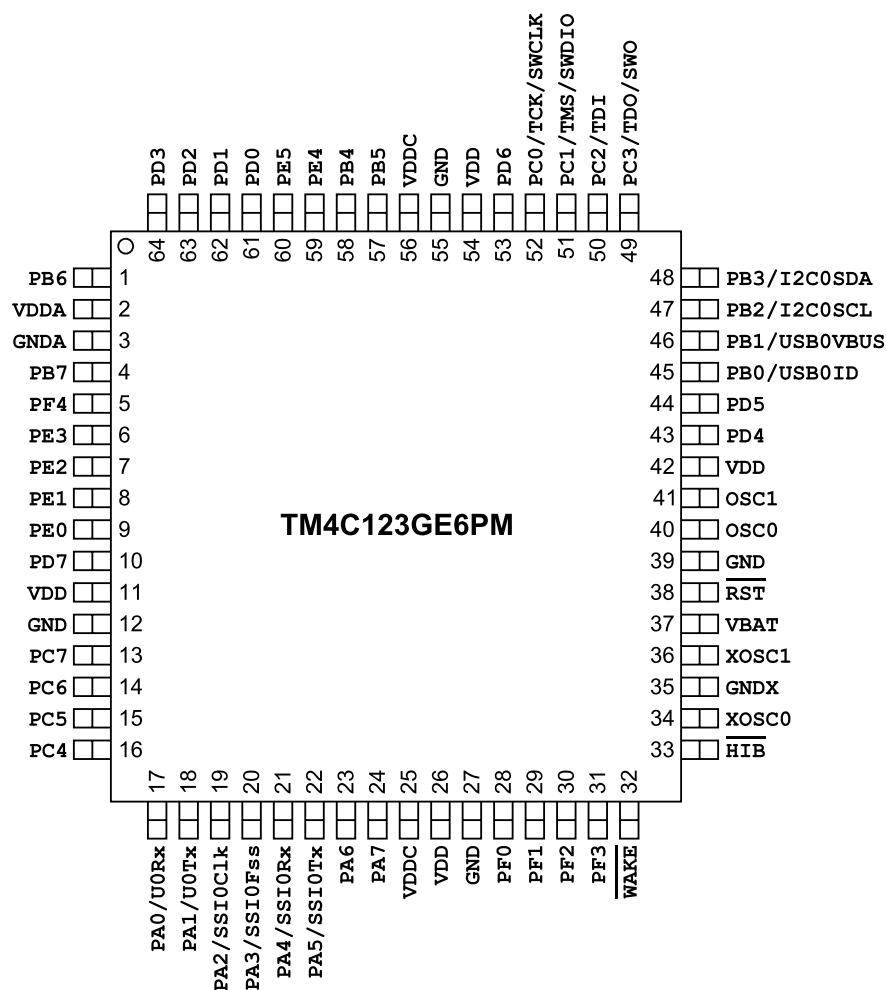 PD3
PD2
PD1
PD0
PE5
PE4
PB4
PB5
VDDC
GND
VDD
PD6
PC0/TCK/SWCLK
PC1/TMS/SWDIO
PC2/TDI
PC3/TDO/SWO
64
63
62
61
60
59
58
57
56
55
54
53
52
51
50
49
PB6 1
VDDA 2
GNDA 3
PB7 4
PF4 5
PE3 6
PE2 7
PE1 8
PE0 9
PD7 10
VDD 11
GND 12
PC7 13
PC6 14
PC5 15
PC4 16
TM4C123GE6PM
48 PB3/I2C0SDA
47 PB2/I2C0SCL
46 PB1/USB0VBUS
45 PB0/USB0ID
44 PD5
43 PD4
42 VDD
41 OSC1
40 OSC0
39 GND
38 RST
37 VBAT
36 XOSC1
35 GNDX
34 XOSC0
33 HIB
17
18
19
20
21
22
23
24
25
26
27
28
29
30
31
32
PA0/U0Rx
PA1/U0Tx
PA2/SSI0Clk
PA3/SSI0Fss
PA4/SSI0Rx
PA5/SSI0Tx
PA6
PA7
VDDC
VDD
GND
PF0
PF1
PF2
PF3
WAKE